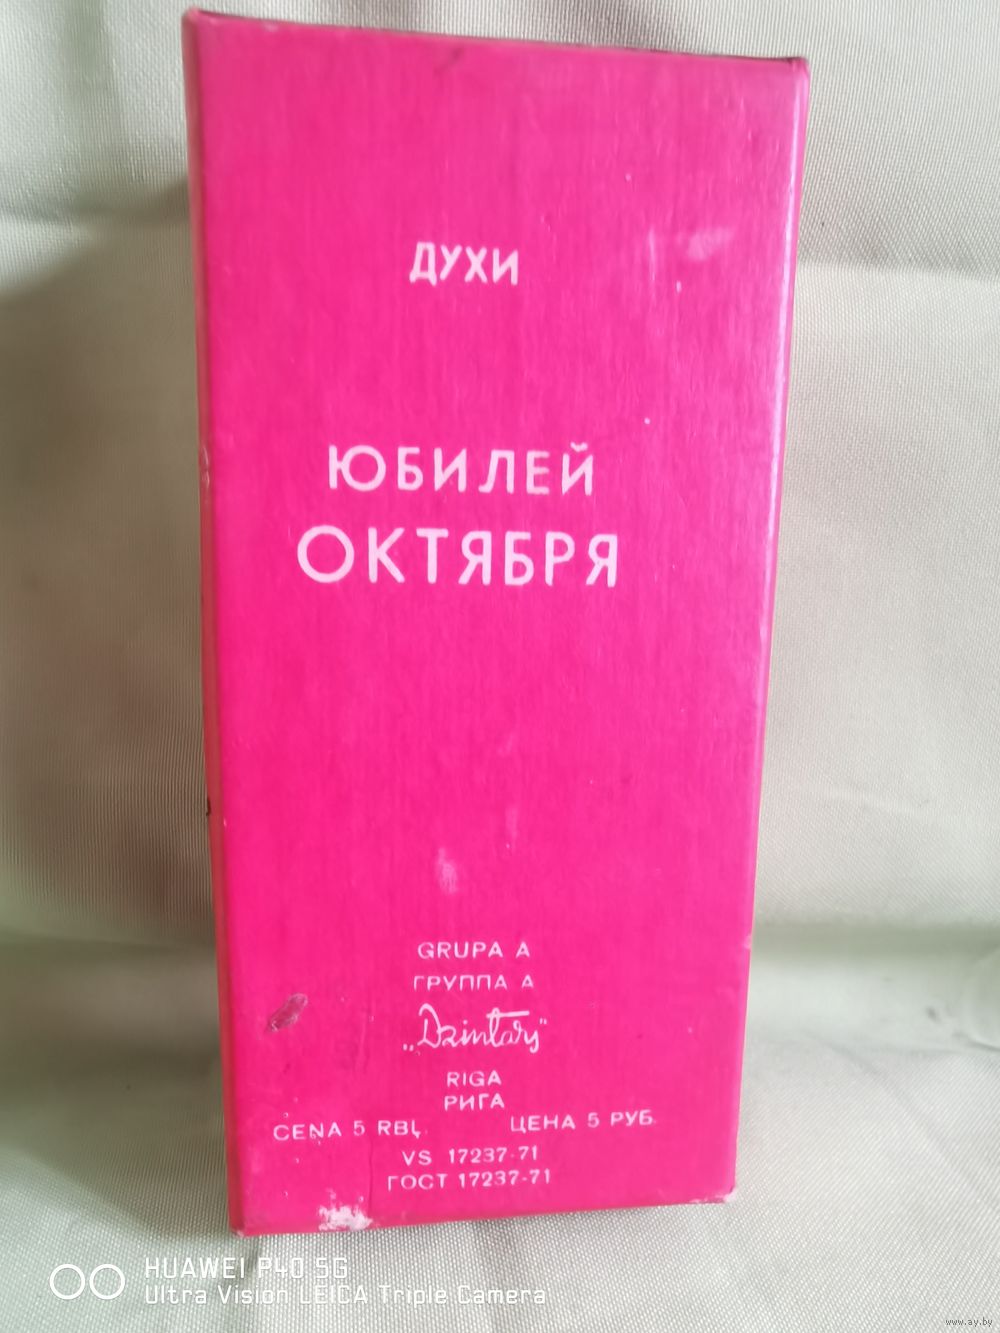 ДУХИ
ЮБИЛЕЙ
ОКТЯБРЯ
GRUPA A
ГРУППА А
„Dzintars"
RIGA
РИГА
CENA 5 RBĻ. ЦЕНА 5 РУБ.
VS 17237-71
ГОСТ 17237-71
HUAWEI P40 5G
Ultra Vision LEICA Triple Camera
www.ay.by